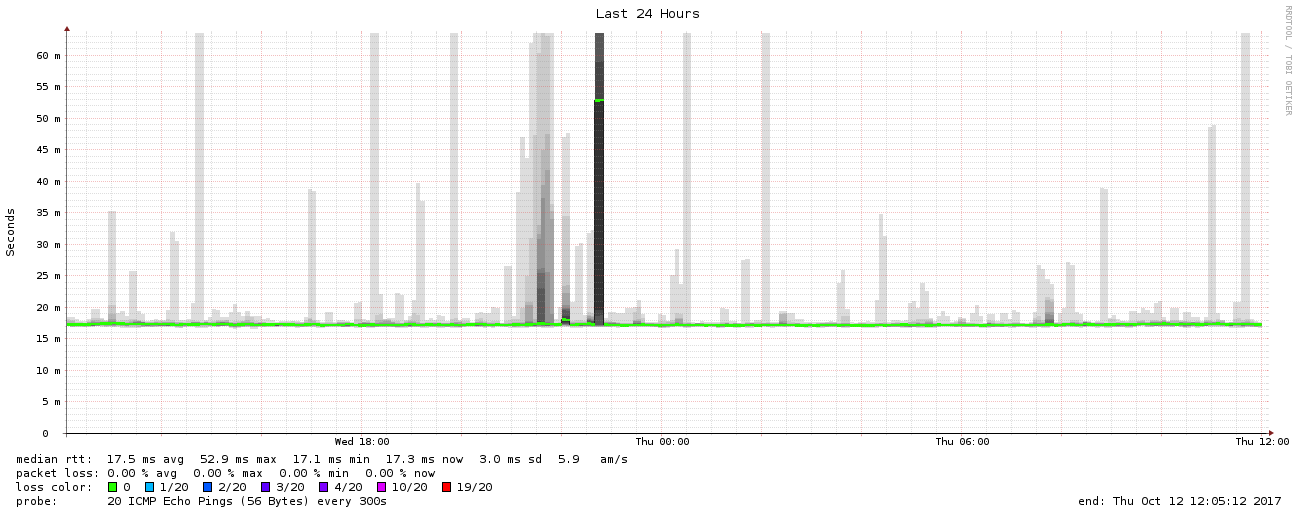 Last 24 Hours
RRDTOOL / TOBI OETIKER
Seconds
60 m
55 m
50 m
45 m
40 m
35 m
30 m
25 m
20 m
15 m
10 m
5 m
0
Wed 18:00 Thu 00:00 Thu 06:00 Thu 12:00
median rtt: 17.5 ms avg 52.9 ms max 17.1 ms min 17.3 ms now 3.0 ms sd 5.9 am/s
packet loss: 0.00 % avg 0.00 % max 0.00 % min 0.00 % now
loss color: 0 1/20 2/20 3/20 4/20 10/20 19/20
probe: 20 ICMP Echo Pings (56 Bytes) every 300s end: Thu Oct 12 12:05:12 2017